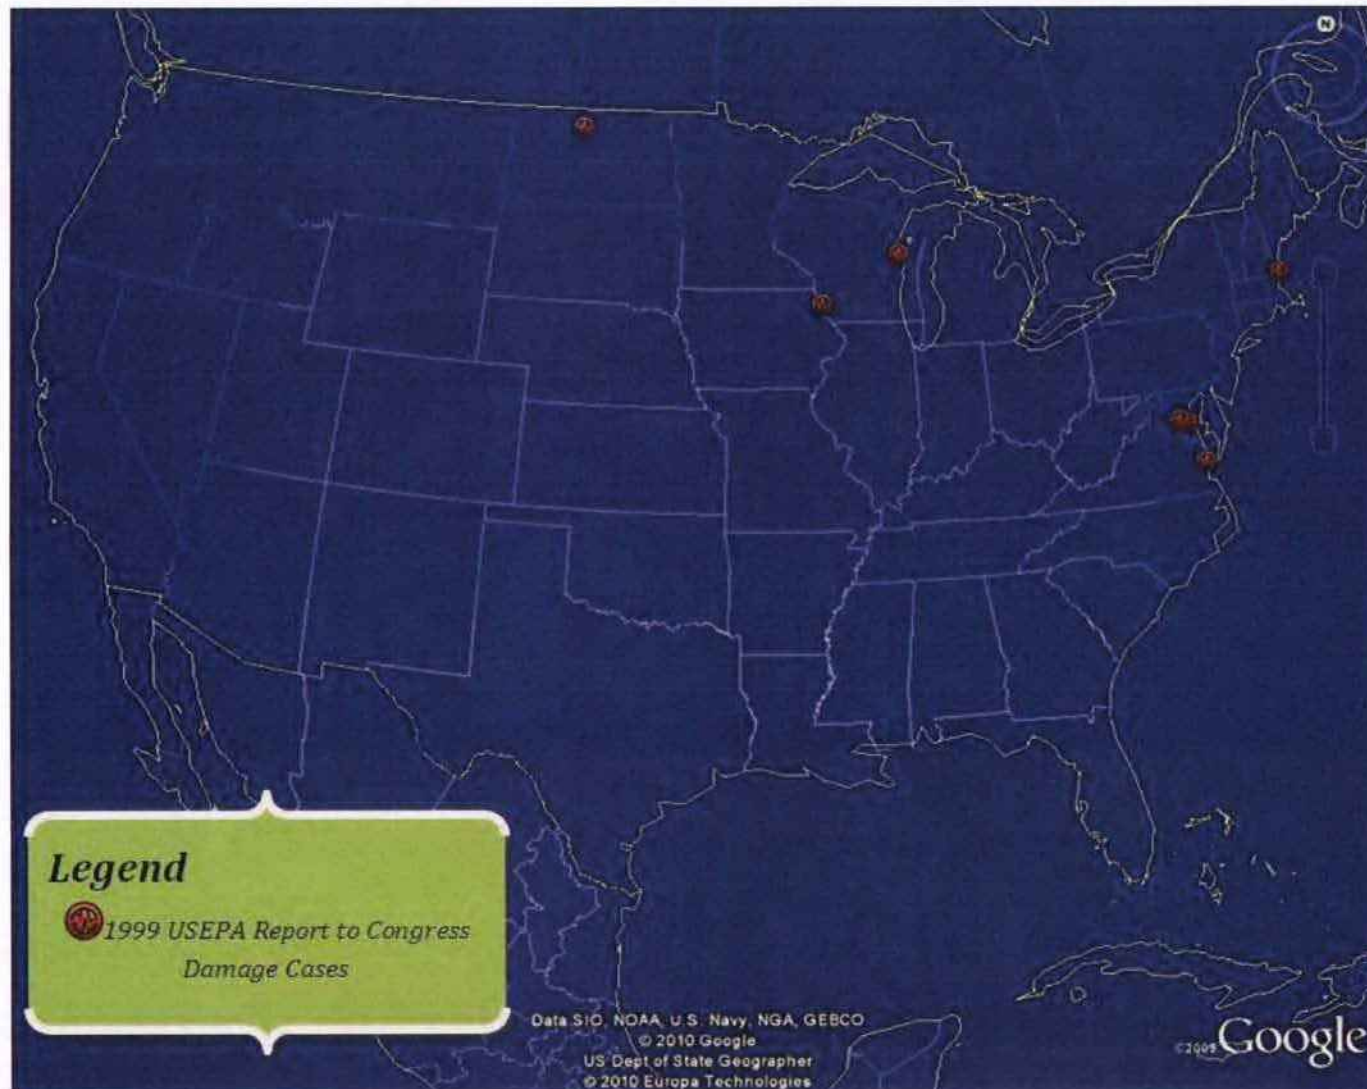 N
Legend
1999 USEPA Report to Congress
Damage Cases
Data SIO, NOAA, U.S. Navy, NGA, GEBCO
© 2010 Google
US Dept of State Geographer
© 2010 Europa Technologies
©2009 Google